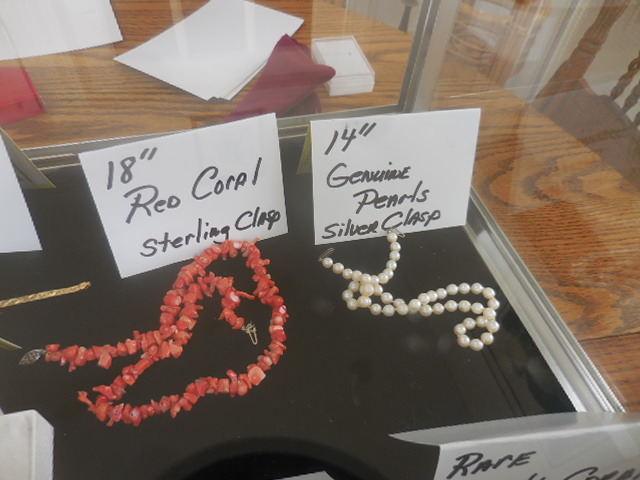 18"
Red Coral
Sterling Clasp
14"
Genuine
Pearls
Silver Clasp
Rare